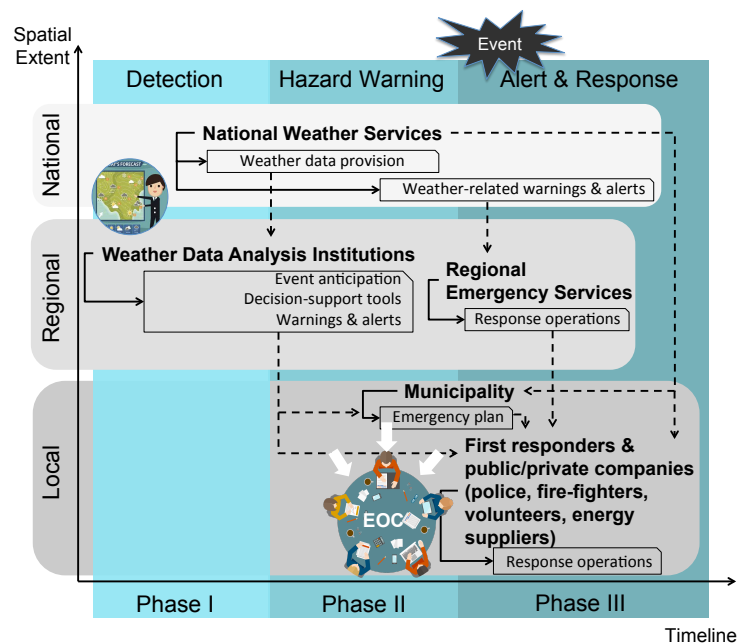 Spatial
Extent
Event
Detection
Hazard Warning
Alert & Response
National
National Weather Services
Weather data provision
Weather-related warnings & alerts
Regional
Weather Data Analysis Institutions
Event anticipation
Decision-support tools
Warnings & alerts
Regional
Emergency Services
Response operations
Local
Municipality
Emergency plan
First responders &
public/private companies
(police, fire-fighters,
volunteers, energy
suppliers)
EOC
Response operations
Phase I
Phase II
Phase III
Timeline